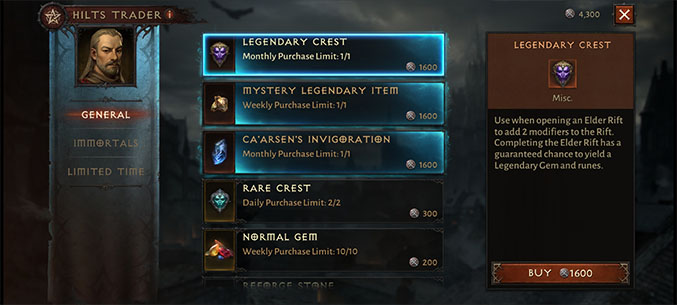 HILTS TRADER
4,300
GENERAL
IMMORTALS
LIMITED TIME
LEGENDARY CREST
Monthly Purchase Limit: 1/1
1600
MYSTERY LEGENDARY ITEM
Weekly Purchase Limit: 1/1
1600
CA'ARSEN'S INVIGORATION
Monthly Purchase Limit: 1/1
1600
RARE CREST
Daily Purchase Limit: 2/2
300
NORMAL GEM
Weekly Purchase Limit: 10/10
200
REFORGE STONE
LEGENDARY CREST
Misc.
Use when opening an Elder Rift
to add 2 modifiers to the Rift.
Completing the Elder Rift has a
guaranteed chance to yield a
Legendary Gem and runes.
BUY 1600